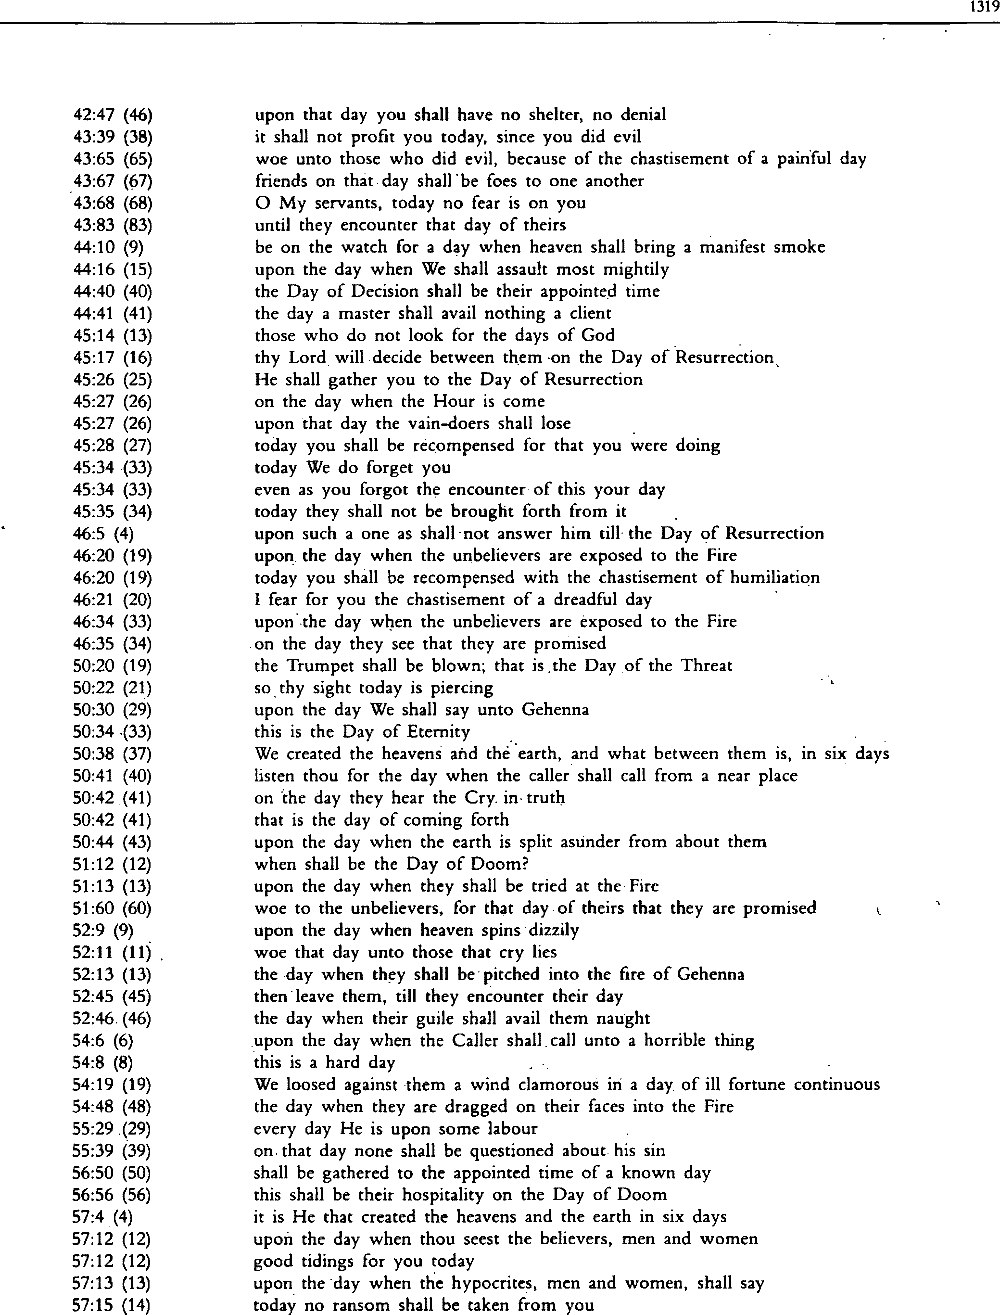 1319
42:47 (46) upon that day you shall have no shelter, no denial
43:39 (38) it shall not profit you today, since you did evil
43:65 (65) woe unto those who did evil, because of the chastisement of a painful day
43:67 (67) friends on that day shall be foes to one another
43:68 (68) O My servants, today no fear is on you
43:83 (83) until they encounter that day of theirs
44:10 (9) be on the watch for a day when heaven shall bring a manifest smoke
44:16 (15) upon the day when We shall assault most mightily
44:40 (40) the Day of Decision shall be their appointed time
44:41 (41) the day a master shall avail nothing a client
45:14 (13) those who do not look for the days of God
45:17 (16) thy Lord will decide between them on the Day of Resurrection
45:26 (25) He shall gather you to the Day of Resurrection
45:27 (26) on the day when the Hour is come
45:27 (26) upon that day the vain-doers shall lose
45:28 (27) today you shall be recompensed for that you were doing
45:34 (33) today We do forget you
45:34 (33) even as you forgot the encounter of this your day
45:35 (34) today they shall not be brought forth from it
46:5 (4) upon such a one as shall not answer him till the Day of Resurrection
46:20 (19) upon the day when the unbelievers are exposed to the Fire
46:20 (19) today you shall be recompensed with the chastisement of humiliation
46:21 (20) I fear for you the chastisement of a dreadful day
46:34 (33) upon the day when the unbelievers are exposed to the Fire
46:35 (34) on the day they see that they are promised
50:20 (19) the Trumpet shall be blown; that is the Day of the Threat
50:22 (21) so thy sight today is piercing
50:30 (29) upon the day We shall say unto Gehenna
50:34 (33) this is the Day of Eternity
50:38 (37) We created the heavens and the earth, and what between them is, in six days
50:41 (40) listen thou for the day when the caller shall call from a near place
50:42 (41) on the day they hear the Cry in truth
50:42 (41) that is the day of coming forth
50:44 (43) upon the day when the earth is split asunder from about them
51:12 (12) when shall be the Day of Doom?
51:13 (13) upon the day when they shall be tried at the Fire
51:60 (60) woe to the unbelievers, for that day of theirs that they are promised
52:9 (9) upon the day when heaven spins dizzily
52:11 (11) woe that day unto those that cry lies
52:13 (13) the day when they shall be pitched into the fire of Gehenna
52:45 (45) then leave them, till they encounter their day
52:46 (46) the day when their guile shall avail them naught
54:6 (6) upon the day when the Caller shall call unto a horrible thing
54:8 (8) this is a hard day
54:19 (19) We loosed against them a wind clamorous in a day of ill fortune continuous
54:48 (48) the day when they are dragged on their faces into the Fire
55:29 (29) every day He is upon some labour
55:39 (39) on that day none shall be questioned about his sin
56:50 (50) shall be gathered to the appointed time of a known day
56:56 (56) this shall be their hospitality on the Day of Doom
57:4 (4) it is He that created the heavens and the earth in six days
57:12 (12) upon the day when thou seest the believers, men and women
57:12 (12) good tidings for you today
57:13 (13) upon the day when the hypocrites, men and women, shall say
57:15 (14) today no ransom shall be taken from you